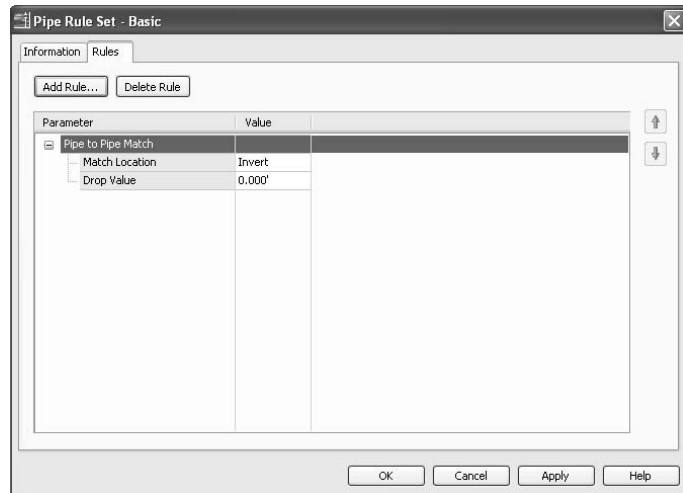 Pipe Rule Set - Basic
Information Rules
Add Rule... Delete Rule
Parameter Value
Pipe to Pipe Match
Match Location Invert
Drop Value 0.000'
OK Cancel Apply Help